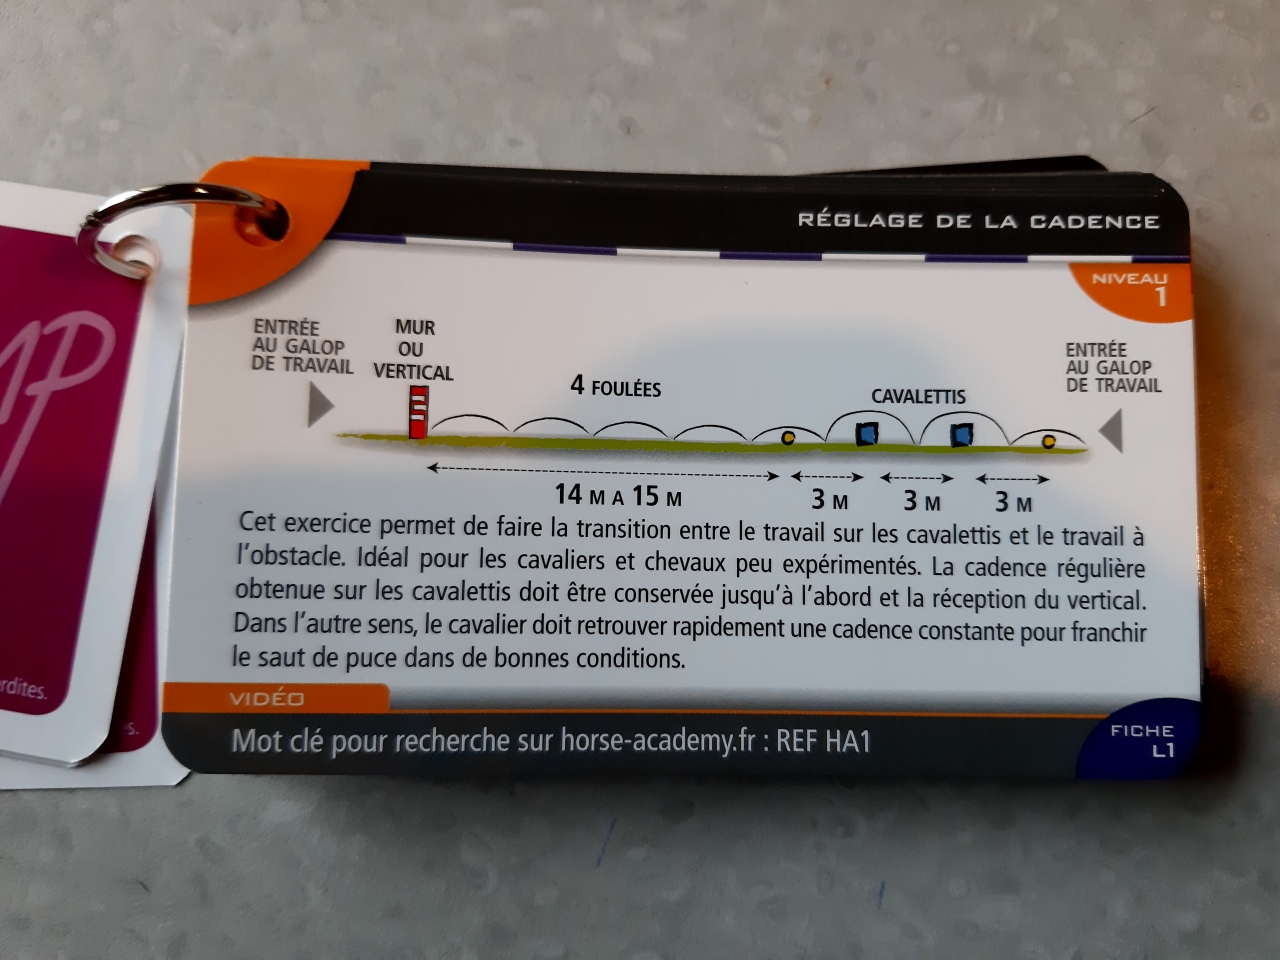 RÉGLAGE DE LA CADENCE
NIVEAU
1
ENTRÉE
AU GALOP
DE TRAVAIL
MUR
OU
VERTICAL
4 FOULÉES
CAVALETTIS
ENTRÉE
AU GALOP
DE TRAVAIL
14 M A 15 M
3 M
3 M
3 M
Cet exercice permet de faire la transition entre le travail sur les cavalettis et le travail à
l'obstacle. Idéal pour les cavaliers et chevaux peu expérimentés. La cadence régulière
obtenue sur les cavalettis doit être conservée jusqu'à l'abord et la réception du vertical.
Dans l'autre sens, le cavalier doit retrouver rapidement une cadence constante pour franchir
le saut de puce dans de bonnes conditions.
VIDÉO
Mot clé pour recherche sur horse-academy.fr : REF HA1
FICHE
L1